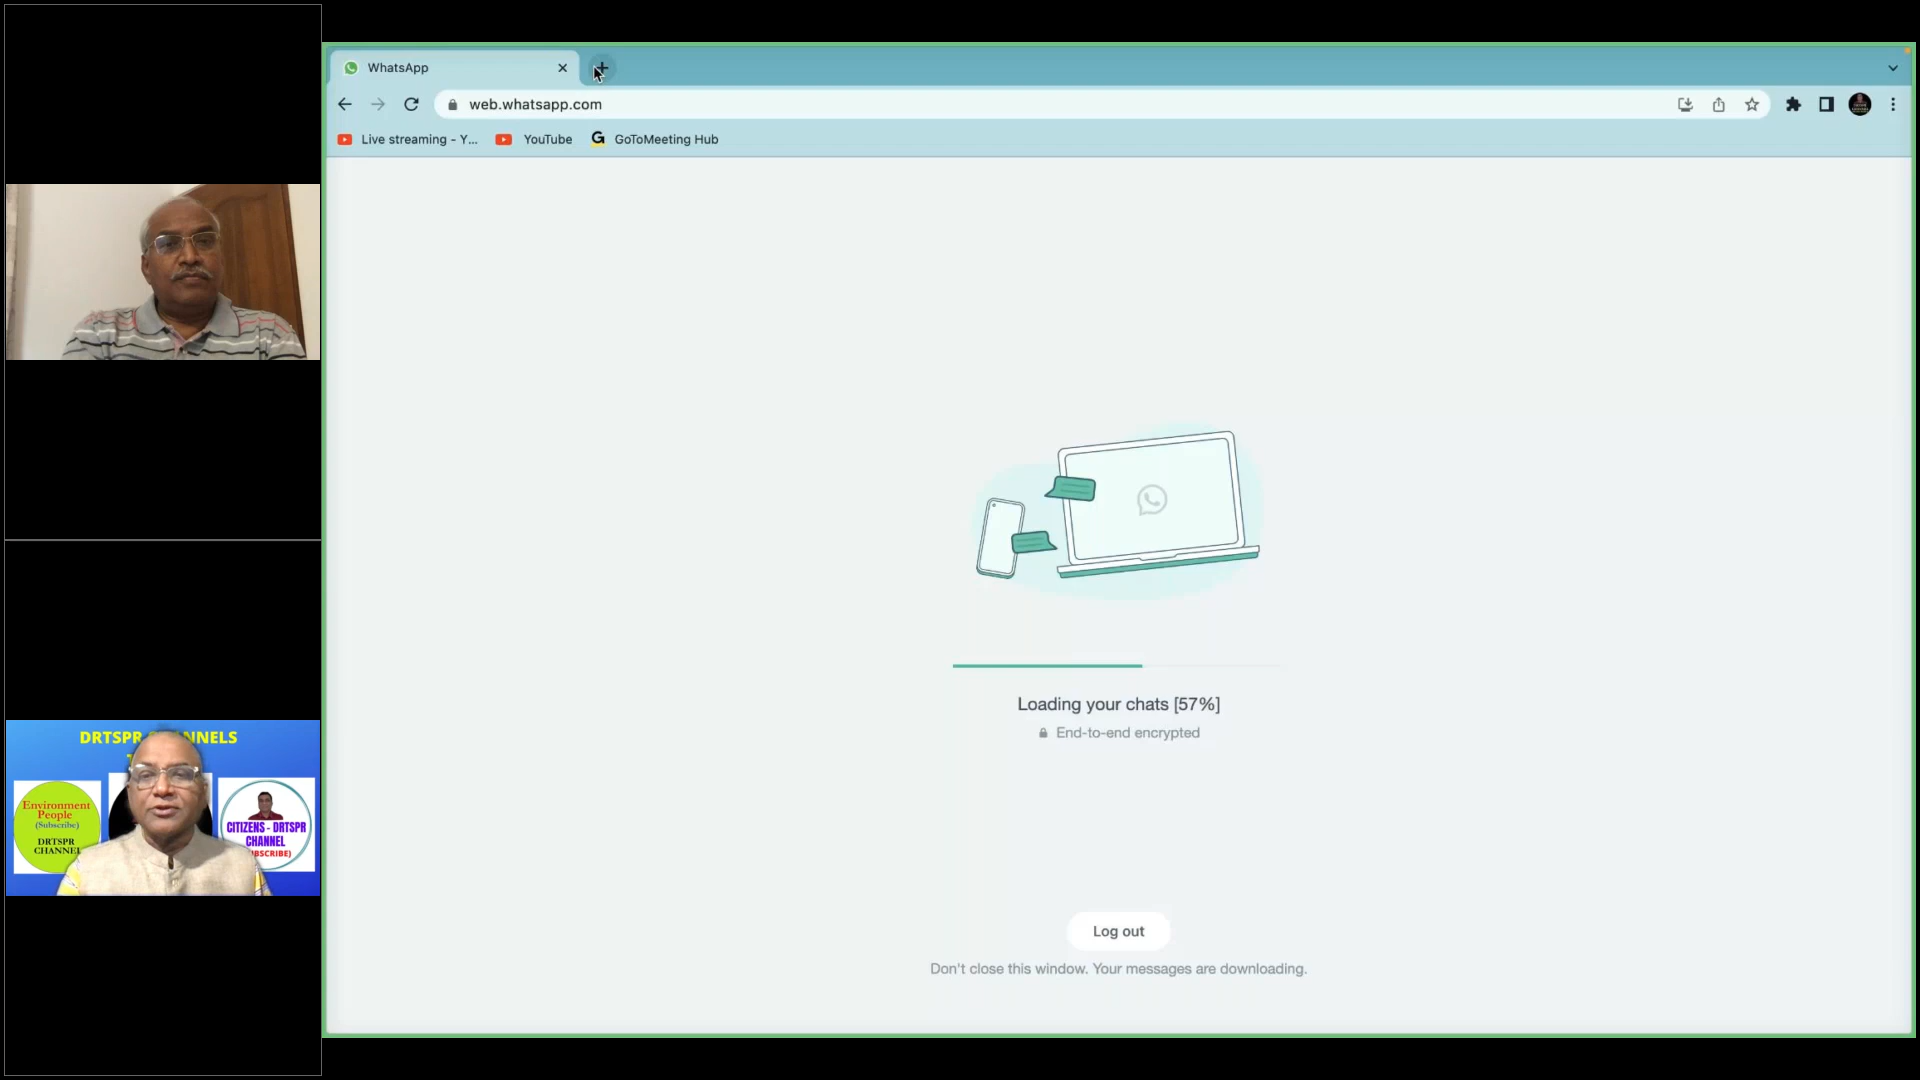 WhatsApp
web.whatsapp.com
Live streaming - Y... YouTube GoToMeeting Hub
Loading your chats [57%]
End-to-end encrypted
Log out
Don't close this window. Your messages are downloading.
DRTSPR
Environment
People
(Subscribe)
DRTSPR
CHANNEL
CITIZENS - DRTSPR
CHANNEL